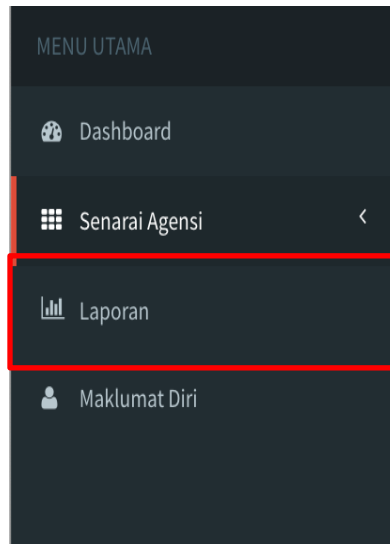 MENU UTAMA
Dashboard
Senarai Agensi
Laporan
Maklumat Diri